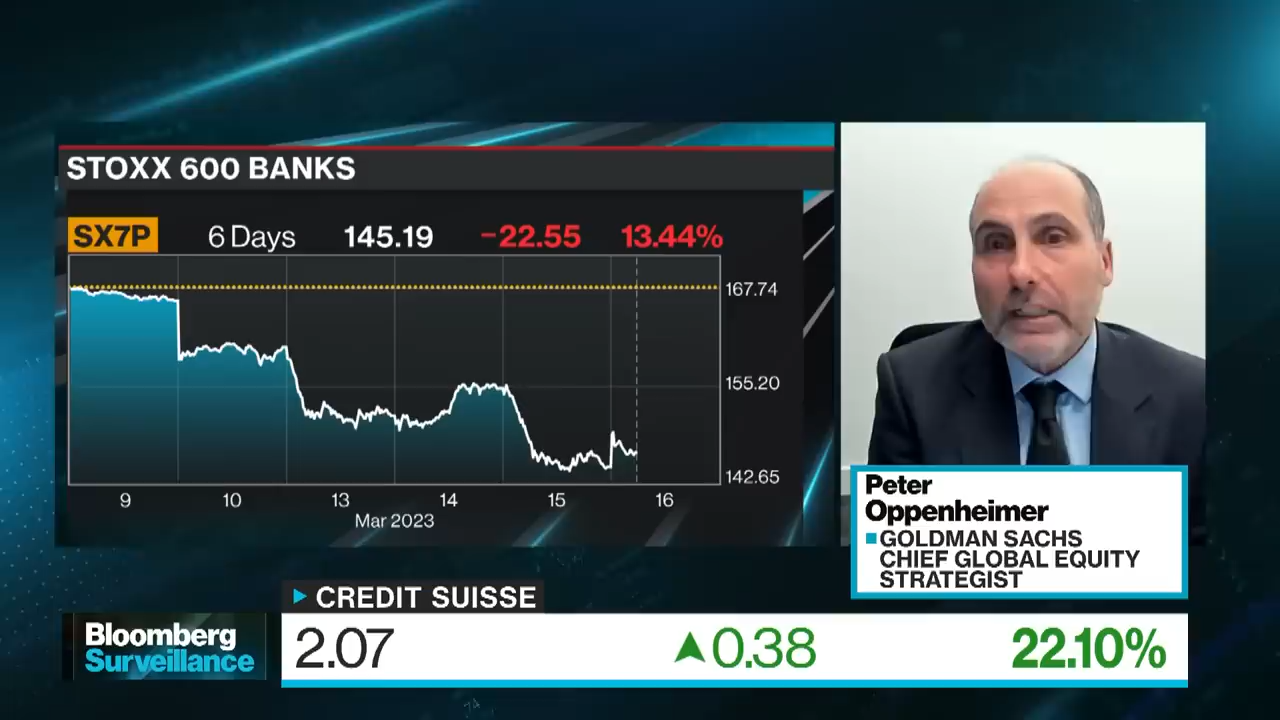 STOXX 600 BANKS
SX7P 6 Days 145.19 -22.55 13.44%
167.74
155.20
142.65
9 10 13 14 15 16
Mar 2023
Peter
Oppenheimer
GOLDMAN SACHS
CHIEF GLOBAL EQUITY
STRATEGIST
CREDIT SUISSE
2.07 ▲0.38 22.10%
Bloomberg
Surveillance